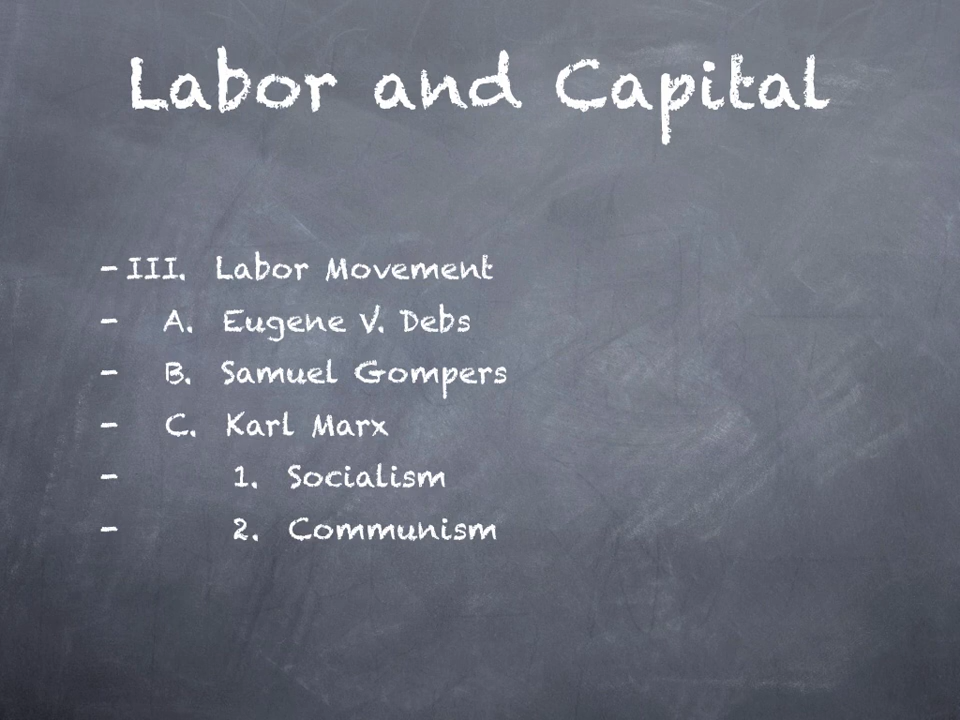 Labor and Capital
- III. Labor Movement
- A. Eugene V. Debs
- B. Samuel Gompers
- C. Karl Marx
- 1. Socialism
- 2. Communism